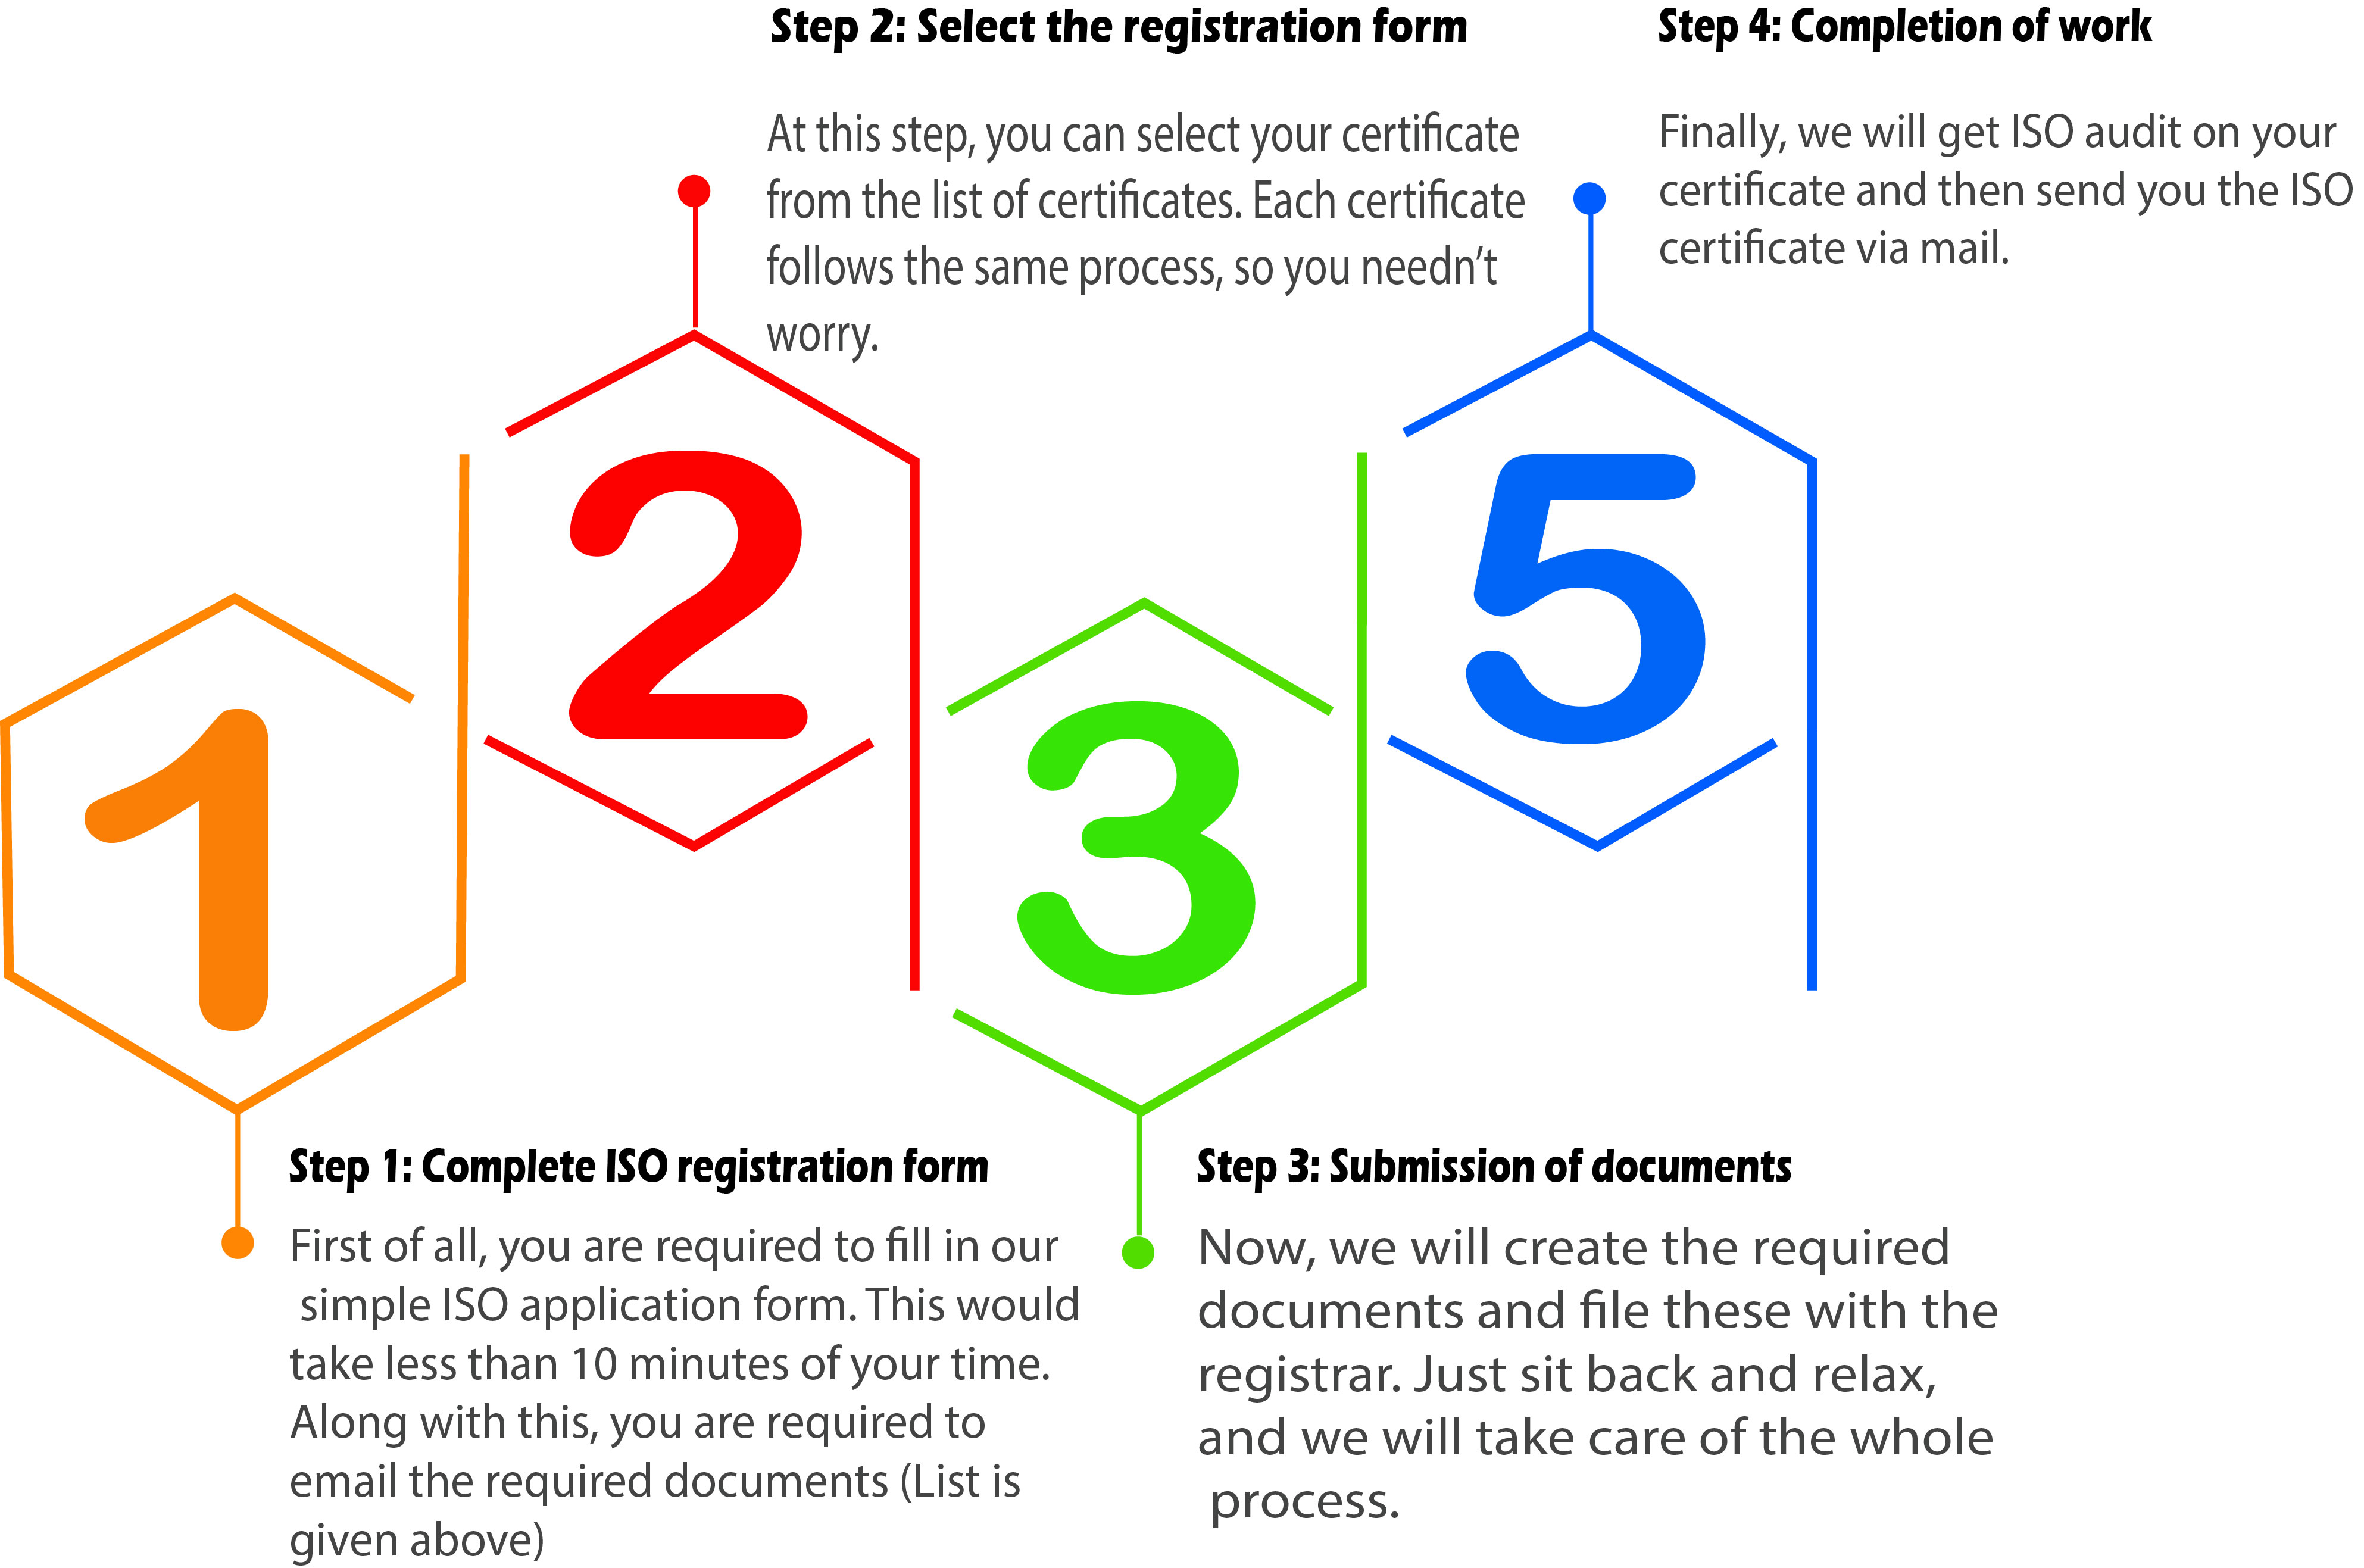 Step 2: Select the registration form
At this step, you can select your certificate
from the list of certificates. Each certificate
follows the same process, so you needn't
worry.
Step 4: Completion of work
Finally, we will get ISO audit on your
certificate and then send you the ISO
certificate via mail.
1
2
3
5
Step 1: Complete ISO registration form
First of all, you are required to fill in our
simple ISO application form. This would
take less than 10 minutes of your time.
Along with this, you are required to
email the required documents (List is
given above)
Step 3: Submission of documents
Now, we will create the required
documents and file these with the
registrar. Just sit back and relax,
and we will take care of the whole
process.